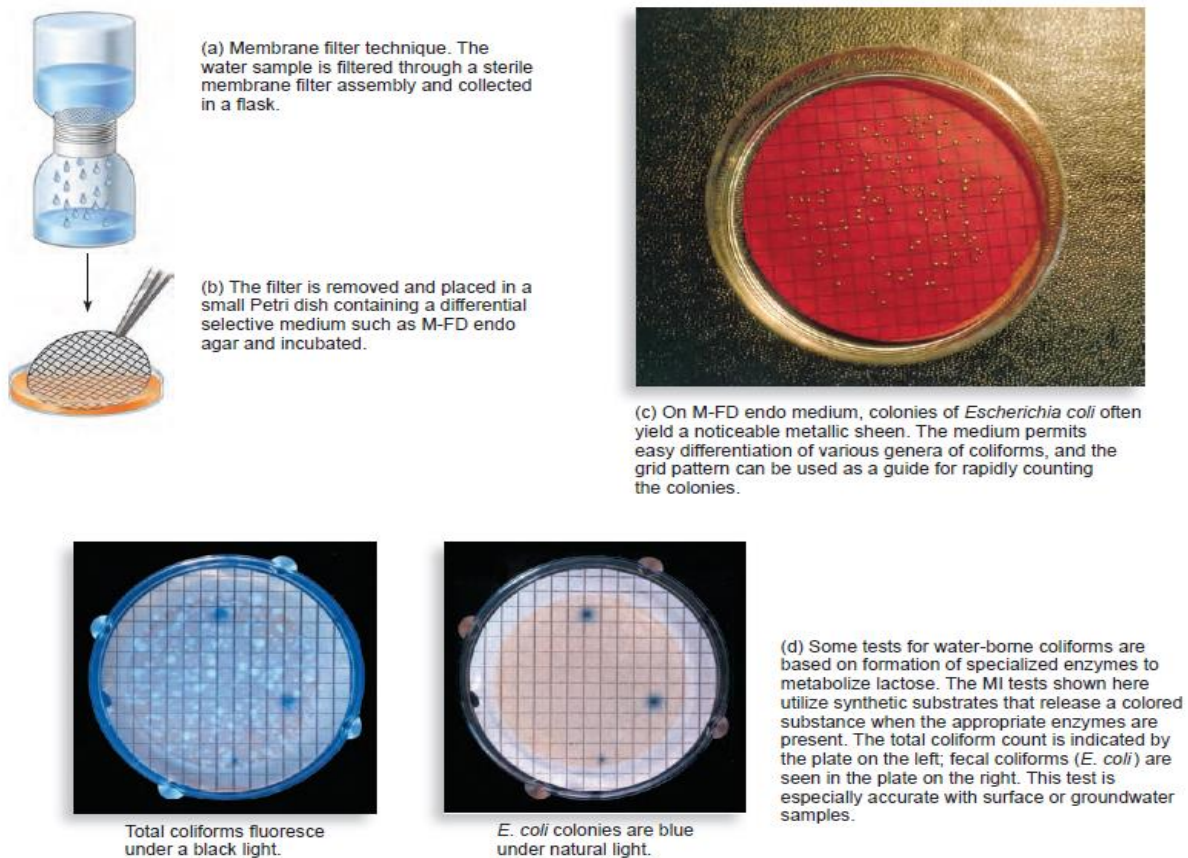 (a) Membrane filter technique. The
water sample is filtered through a sterile
membrane filter assembly and collected
in a flask.
(b) The filter is removed and placed in a
small Petri dish containing a differential
selective medium such as M-FD endo
agar and incubated.
(c) On M-FD endo medium, colonies of Escherichia coli often
yield a noticeable metallic sheen. The medium permits
easy differentiation of various genera of coliforms, and the
grid pattern can be used as a guide for rapidly counting
the colonies.
Total coliforms fluoresce
under a black light.
E. coli colonies are blue
under natural light.
(d) Some tests for water-borne coliforms are
based on formation of specialized enzymes to
metabolize lactose. The MI tests shown here
utilize synthetic substrates that release a colored
substance when the appropriate enzymes are
present. The total coliform count is indicated by
the plate on the left; fecal coliforms (E. coli) are
seen in the plate on the right. This test is
especially accurate with surface or groundwater
samples.